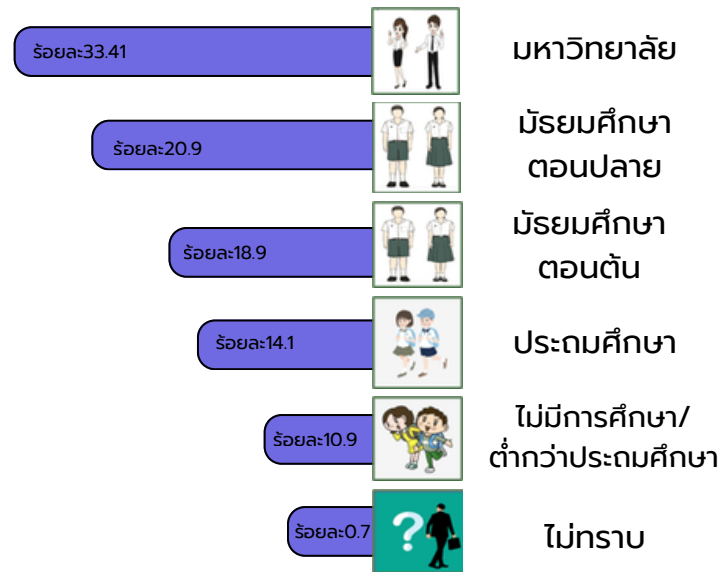 ร้อยละ33.41
มหาวิทยาลัย
ร้อยละ20.9
มัธยมศึกษา
ตอนปลาย
ร้อยละ18.9
มัธยมศึกษา
ตอนต้น
ร้อยละ14.1
ประถมศึกษา
ร้อยละ10.9
ไม่มีการศึกษา/
ต่ำกว่าประถมศึกษา
ร้อยละ0.7
?
ไม่ทราบ